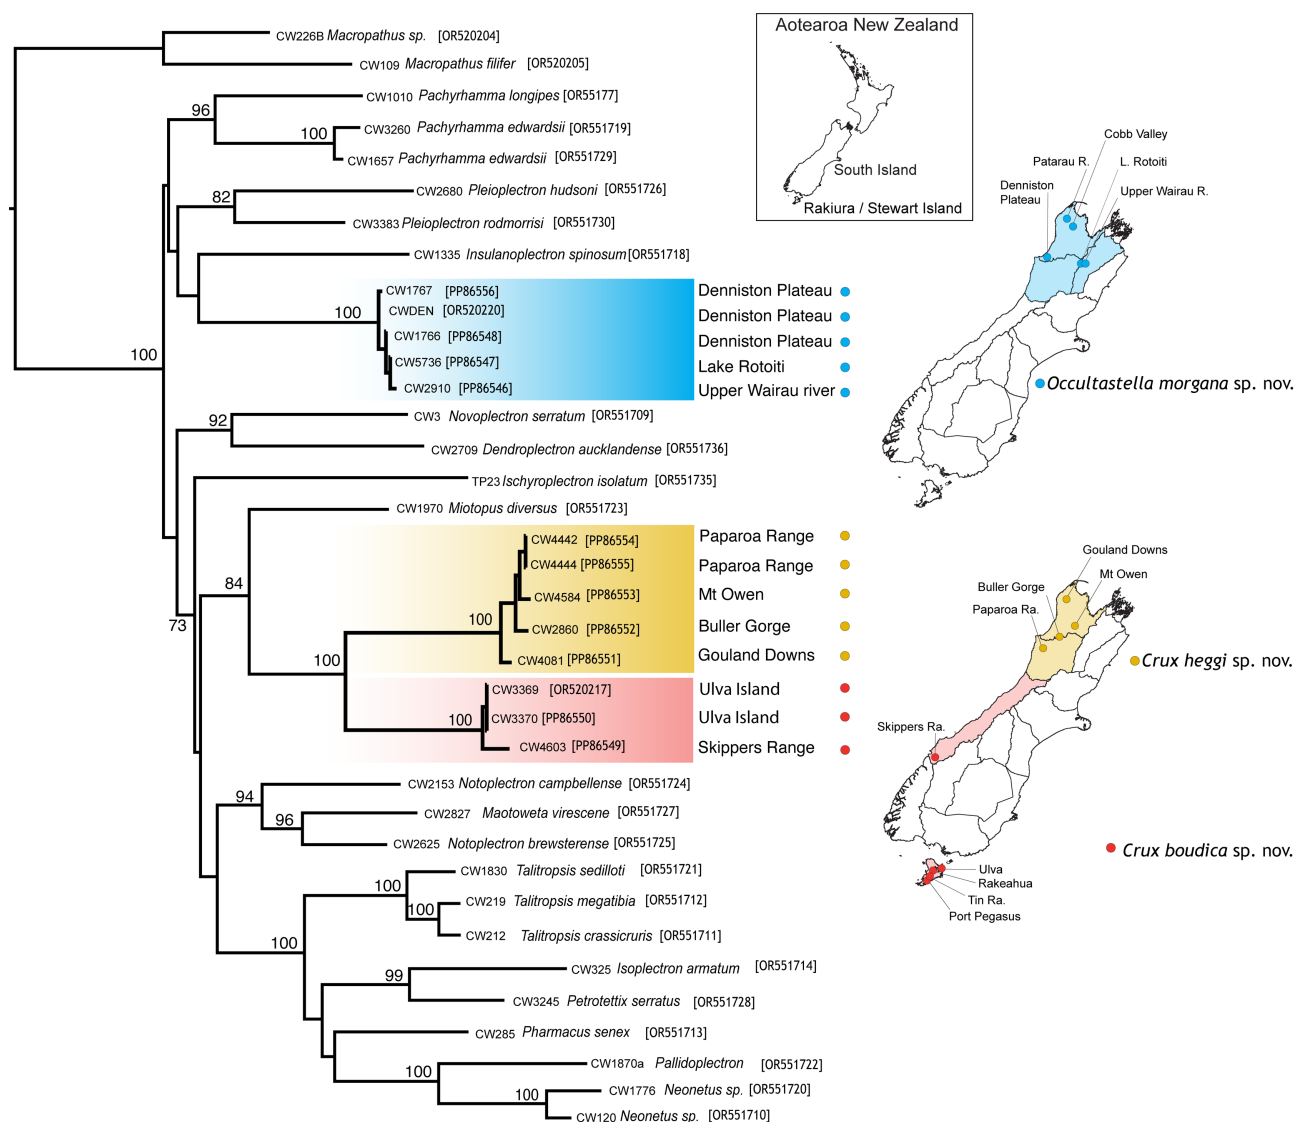 CW226B Macropathus sp. [OR520204]
CW109 Macropathus filifer [OR520205]
96
CW1010 Pachyrhamma longipes [OR55177]
100
CW3260 Pachyrhamma edwardsii [OR551719]
CW1657 Pachyrhamma edwardsii [OR551729]
82
CW2680 Pleioplectron hudsoni [OR551726]
CW3383 Pleioplectron rodmorrisi [OR551730]
CW1335 Insulanoplectron spinosum [OR551718]
100
CW1767 [PP86556] Denniston Plateau
CWDEN [OR520220] Denniston Plateau
CW1766 [PP86548] Denniston Plateau
CW5736 [PP86547] Lake Rotoiti
CW2910 [PP86546] Upper Wairau river
100
92
CW3 Novoplectron serratum [OR551709]
CW2709 Dendroplectron aucklandense [OR551736]
TP23 Ischyroplectron isolatum [OR551735]
CW1970 Miotopus diversus [OR551723]
84
73
100
100
CW4442 [PP86554] Paparoa Range
CW4444 [PP86555] Paparoa Range
CW4584 [PP86553] Mt Owen
CW2860 [PP86552] Buller Gorge
CW4081 [PP86551] Gouland Downs
100
CW3369 [OR520217] Ulva Island
CW3370 [PP86550] Ulva Island
CW4603 [PP86549] Skippers Range
94
CW2153 Notoplectron campbellense [OR551724]
96
CW2827 Maotoweta virescene [OR551727]
CW2625 Notoplectron brewsterense [OR551725]
100
100
CW1830 Talitropsis sedilloti [OR551721]
100
CW219 Talitropsis megatibia [OR551712]
CW212 Talitropsis crassicruris [OR551711]
99
CW325 Isoplectron armatum [OR551714]
CW3245 Petrotettix serratus [OR551728]
CW285 Pharmacus senex [OR551713]
100
CW1870a Pallidoplectron [OR551722]
100
CW1776 Neonetus sp. [OR551720]
CW120 Neonetus sp. [OR551710]
Aotearoa New Zealand
South Island
Rakiura / Stewart Island
Cobb Valley
Patarau R.
L. Rotoiti
Denniston
Plateau
Upper Wairau R.
Occultastella morgana sp. nov.
Gouland Downs
Mt Owen
Buller Gorge
Paparoa Ra.
Crux heggi sp. nov.
Skippers Ra.
Crux boudica sp. nov.
Ulva
Rakeahua
Tin Ra.
Port Pegasus